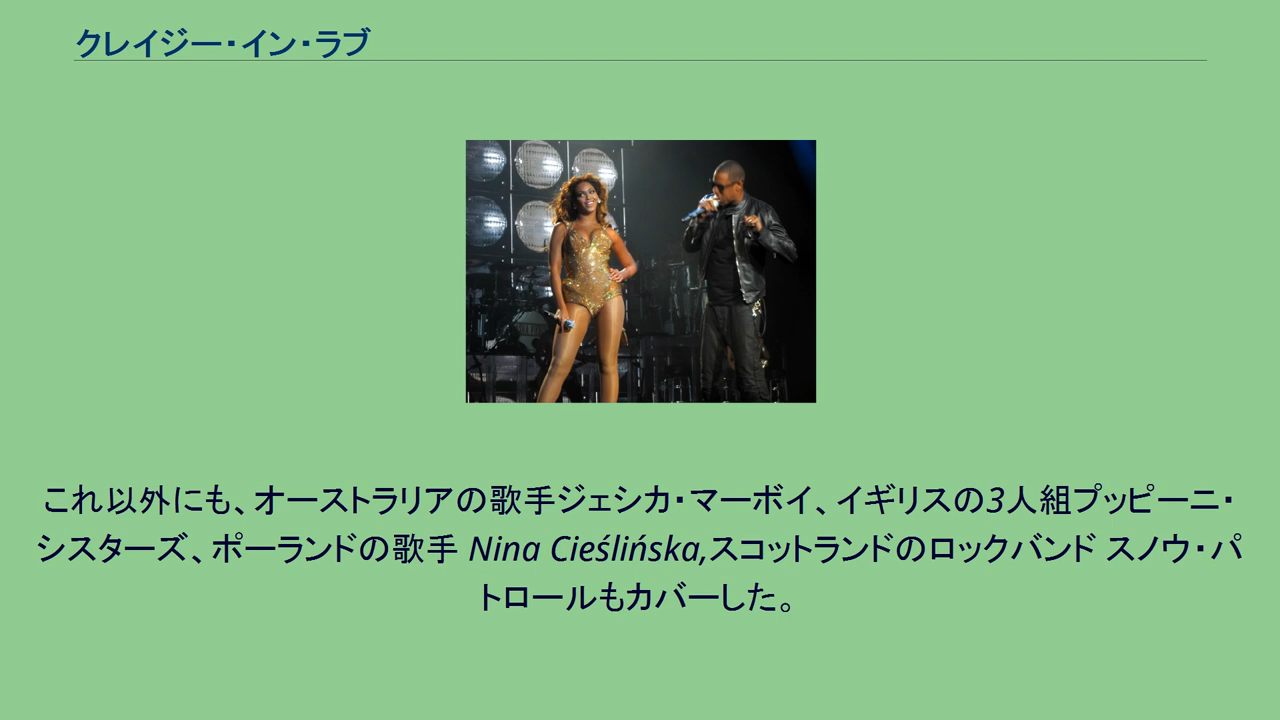 クレイジー・イン・ラブ
これ以外にも、オーストラリアの歌手ジェシカ・マーボイ、イギリスの3人組プッピーニ・
シスターズ、ポーランドの歌手 Nina Cieślińska,スコットランドのロックバンド スノウ・パ
トロールもカバーした。